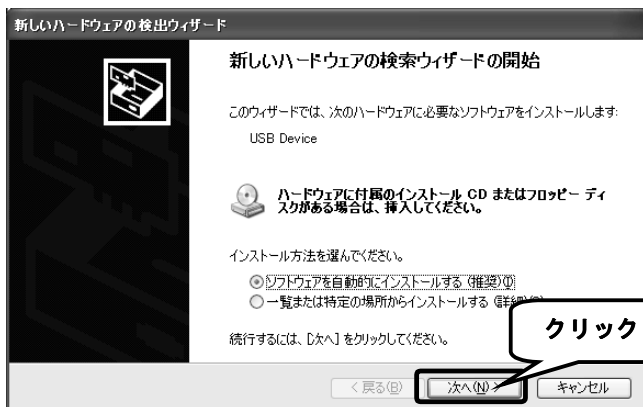 新しいハードウェアの検出ウィザード
新しいハードウェアの検索ウィザードの開始
このウィザードでは、次のハードウェアに必要なソフトウェアをインストールします:
USB Device
ハードウェアに付属のインストール CD またはフロッピー ディ
スクがある場合は、挿入してください。
インストール方法を選んでください。
ソフトウェアを自動的にインストールする (推奨)(I)
一覧または特定の場所からインストールする (詳細)
続行するには、[次へ] をクリックしてください。
クリック
< 戻る(B)
次へ(N) >
キャンセル